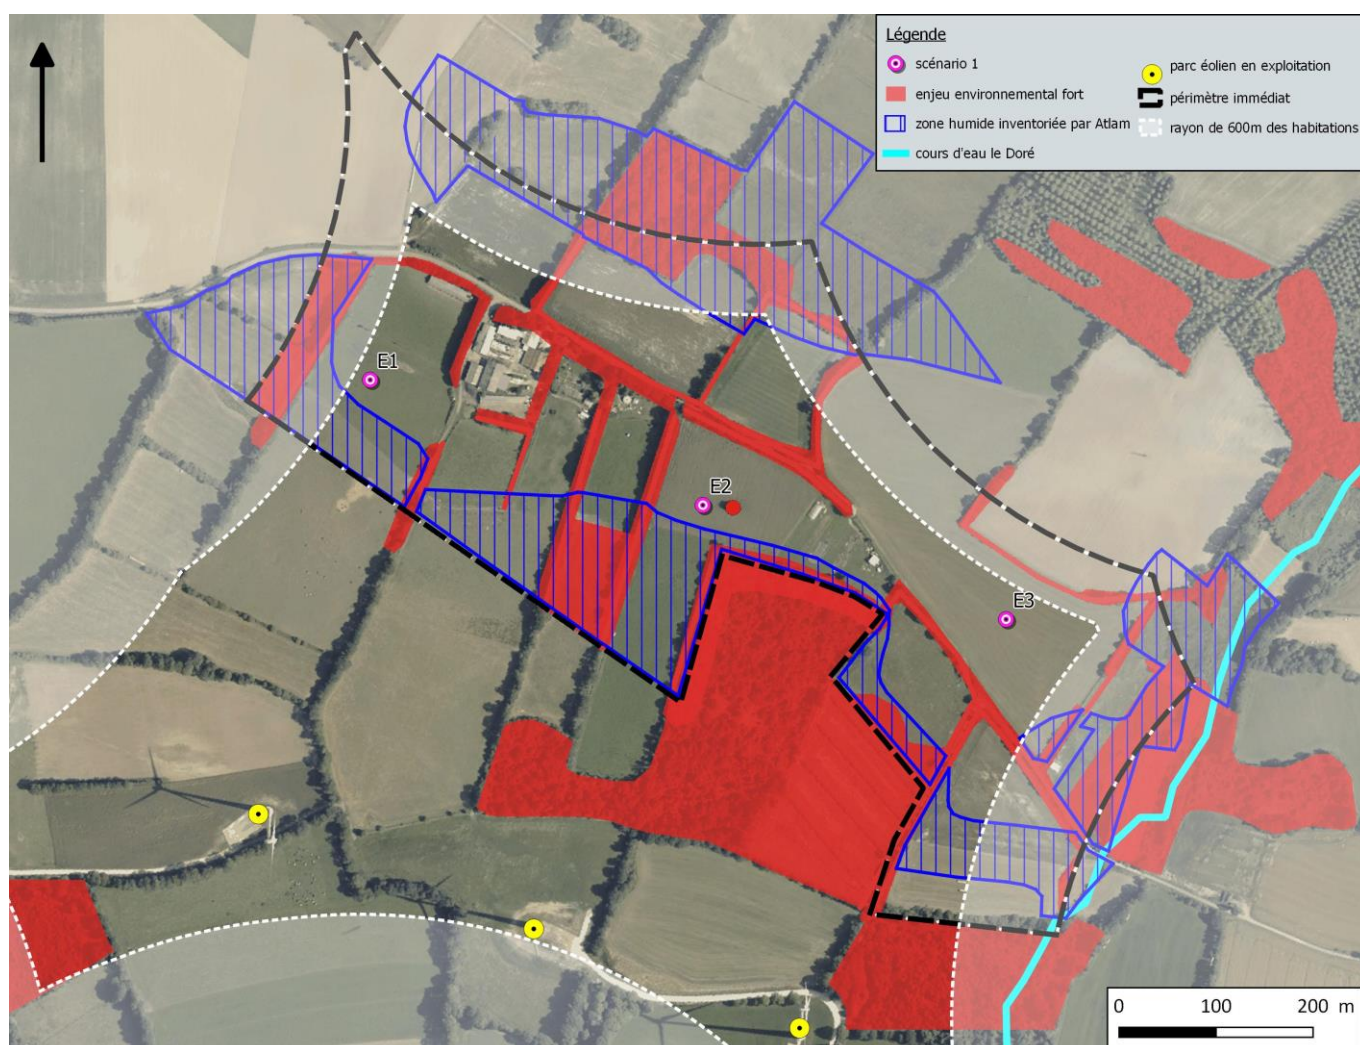 Légende
scénario 1
enjeu environnemental fort
zone humide inventoriée par Atlam
cours d'eau le Doré
parc éolien en exploitation
périmètre immédiat
rayon de 600m des habitations
E1
E2
E3
0 100 200 m